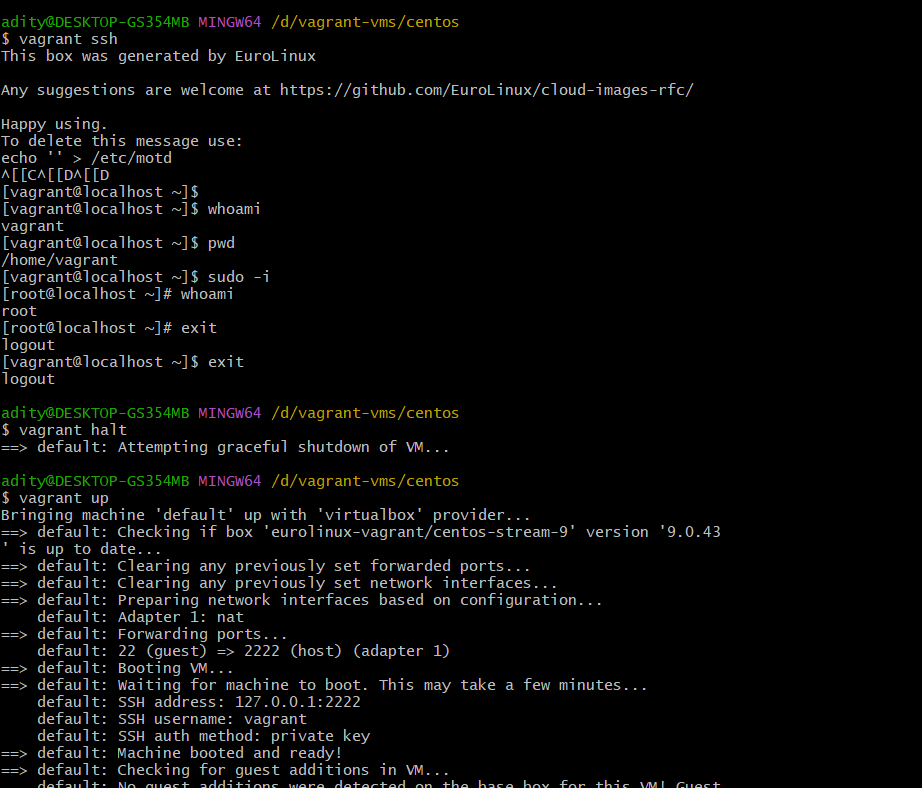 adity@DESKTOP-GS354MB MINGW64 /d/vagrant-vms/centos
$ vagrant ssh
This box was generated by EuroLinux
Any suggestions are welcome at https://github.com/EuroLinux/cloud-images-rfc/
Happy using.
To delete this message use:
echo '' > /etc/motd
^[[C^[[D^[[D
[vagrant@localhost ~]$
[vagrant@localhost ~]$ whoami
vagrant
[vagrant@localhost ~]$ pwd
/home/vagrant
[vagrant@localhost ~]$ sudo -i
[root@localhost ~]# whoami
root
[root@localhost ~]# exit
logout
[vagrant@localhost ~]$ exit
logout
adity@DESKTOP-GS354MB MINGW64 /d/vagrant-vms/centos
$ vagrant halt
==> default: Attempting graceful shutdown of VM...
adity@DESKTOP-GS354MB MINGW64 /d/vagrant-vms/centos
$ vagrant up
Bringing machine 'default' up with 'virtualbox' provider...
==> default: Checking if box 'eurolinux-vagrant/centos-stream-9' version '9.0.43
' is up to date...
==> default: Clearing any previously set forwarded ports...
==> default: Clearing any previously set network interfaces...
==> default: Preparing network interfaces based on configuration...
default: Adapter 1: nat
==> default: Forwarding ports...
default: 22 (guest) => 2222 (host) (adapter 1)
==> default: Booting VM...
==> default: Waiting for machine to boot. This may take a few minutes...
default: SSH address: 127.0.0.1:2222
default: SSH username: vagrant
default: SSH auth method: private key
==> default: Machine booted and ready!
==> default: Checking for guest additions in VM...
default: No guest additions were detected on the base box for this VM! Guest